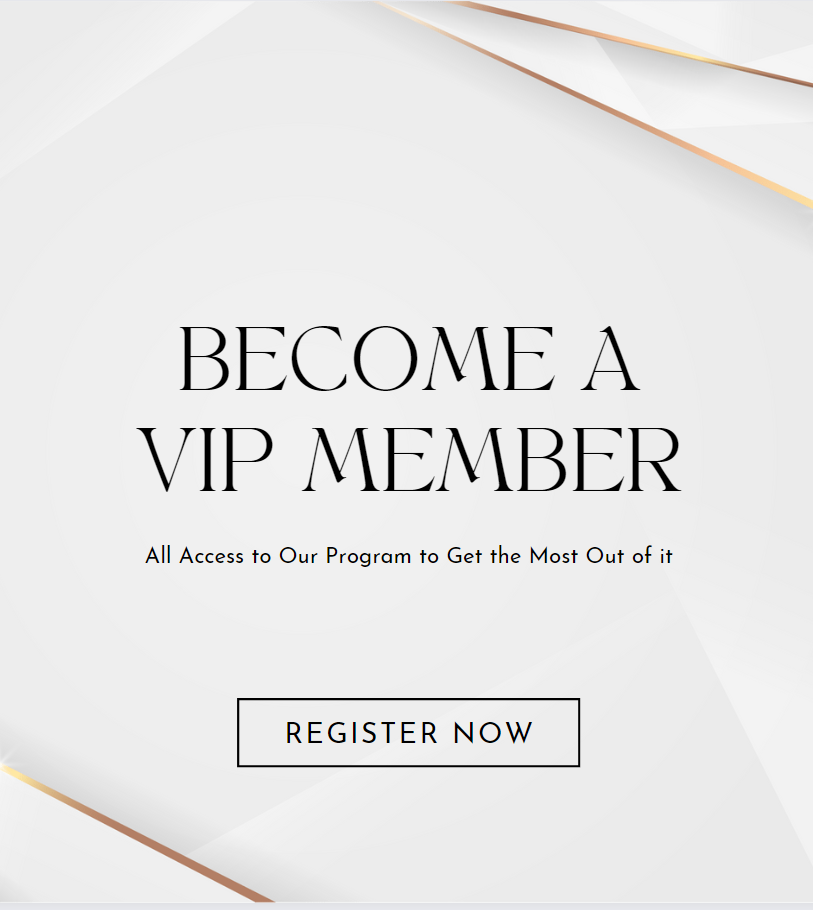 BECOME A
VIP MEMBER
All Access to Our Program to Get the Most Out of it
REGISTER NOW